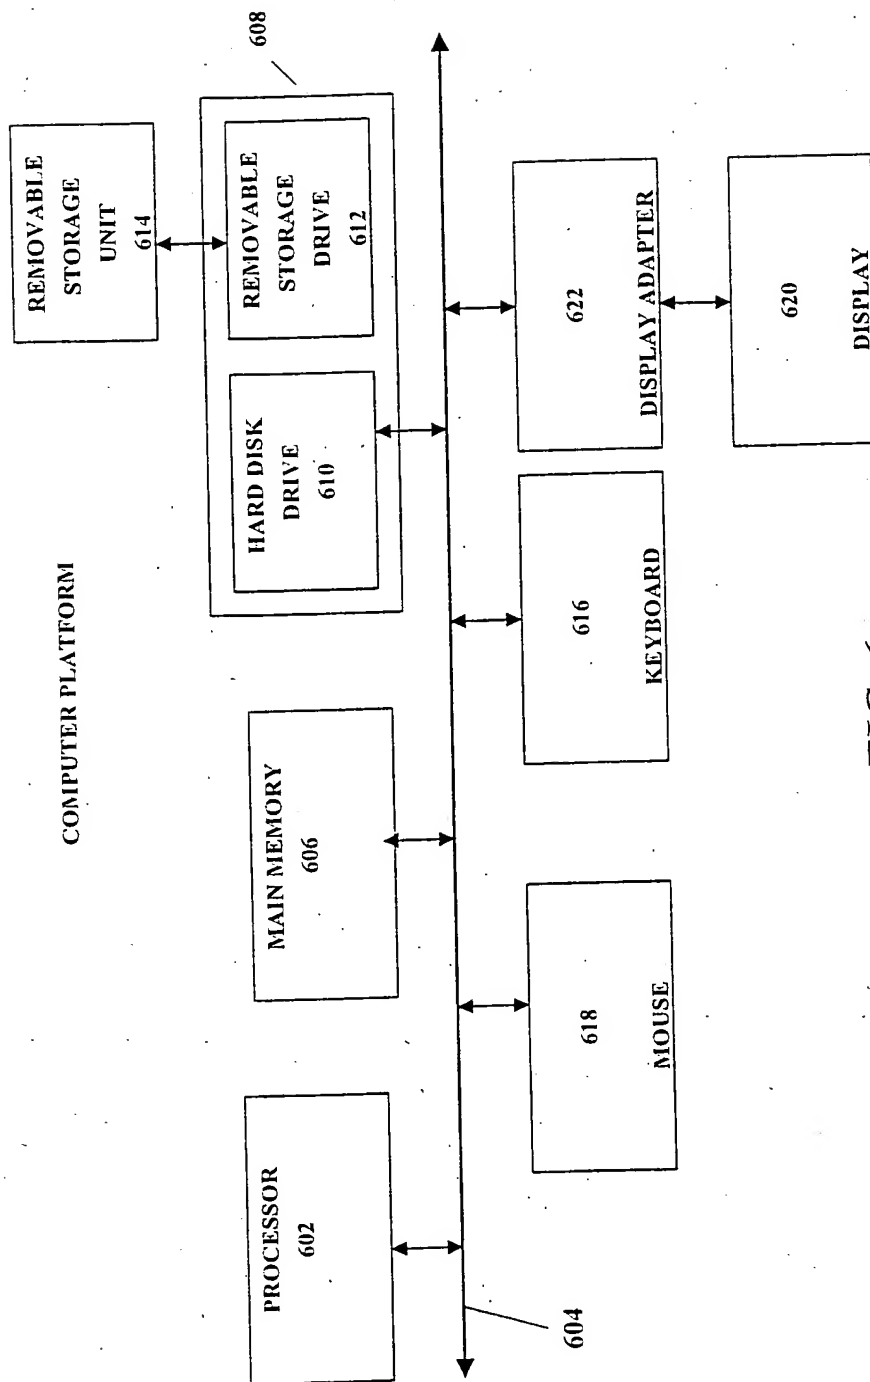 COMPUTER PLATFORM
REMOVABLE
STORAGE
UNIT
614
608
PROCESSOR
602
MAIN MEMORY
606
HARD DISK
DRIVE
610
REMOVABLE
STORAGE
DRIVE
612
604
618
MOUSE
616
KEYBOARD
622
DISPLAY ADAPTER
620
DISPLAY